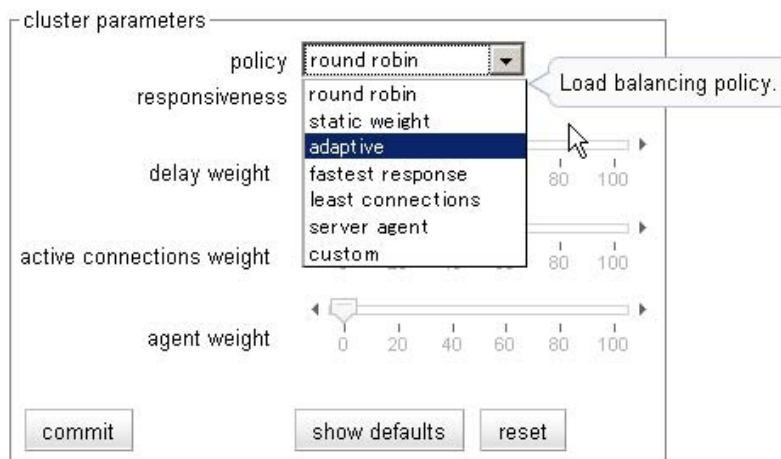 cluster parameters
policy round robin
Load balancing policy.
responsiveness round robin
static weight
adaptive
delay weight fastest response 80 100
least connections
server agent
active connections weight custom 80 100
agent weight 0 20 40 60 80 100
commit show defaults reset